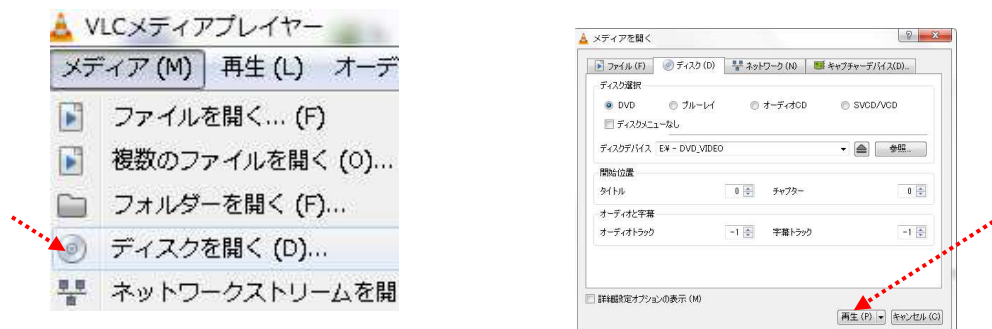 VLCメディアプレイヤー
メディア (M) 再生 (L) オーデ
ファイルを開く... (F)
複数のファイルを開く (O)...
フォルダーを開く (F)...
ディスクを開く (D)...
ネットワークストリームを開
メディアを開く
ファイル (F) ディスク (D) ネットワーク (N) キャプチャーデバイス(D)...
ディスク選択
DVD ブルーレイ オーディオCD SVCD/VCD
ディスクメニューなし
ディスクデバイス E:¥ - DVD_VIDEO 参照...
開始位置
タイトル 0 チャプター 0
オーディオと字幕
オーディオトラック -1 字幕トラック -1
詳細設定オプションの表示 (M)
再生 (P) キャンセル (C)